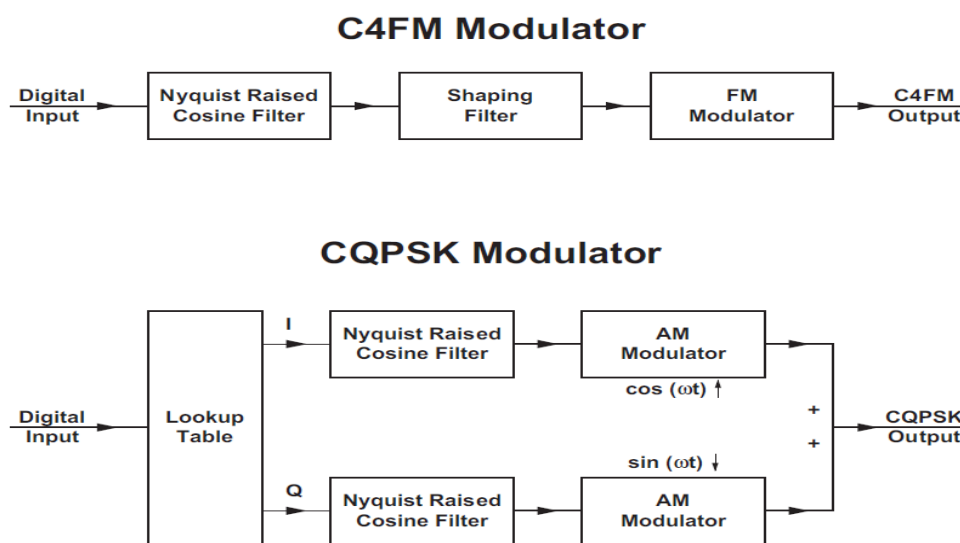 C4FM Modulator
Digital
Input
Nyquist Raised
Cosine Filter
Shaping
Filter
FM
Modulator
C4FM
Output
CQPSK Modulator
Digital
Input
Lookup
Table
I
Nyquist Raised
Cosine Filter
AM
Modulator
cos (ωt)
+
+
CQPSK
Output
sin (ωt)
Q
Nyquist Raised
Cosine Filter
AM
Modulator